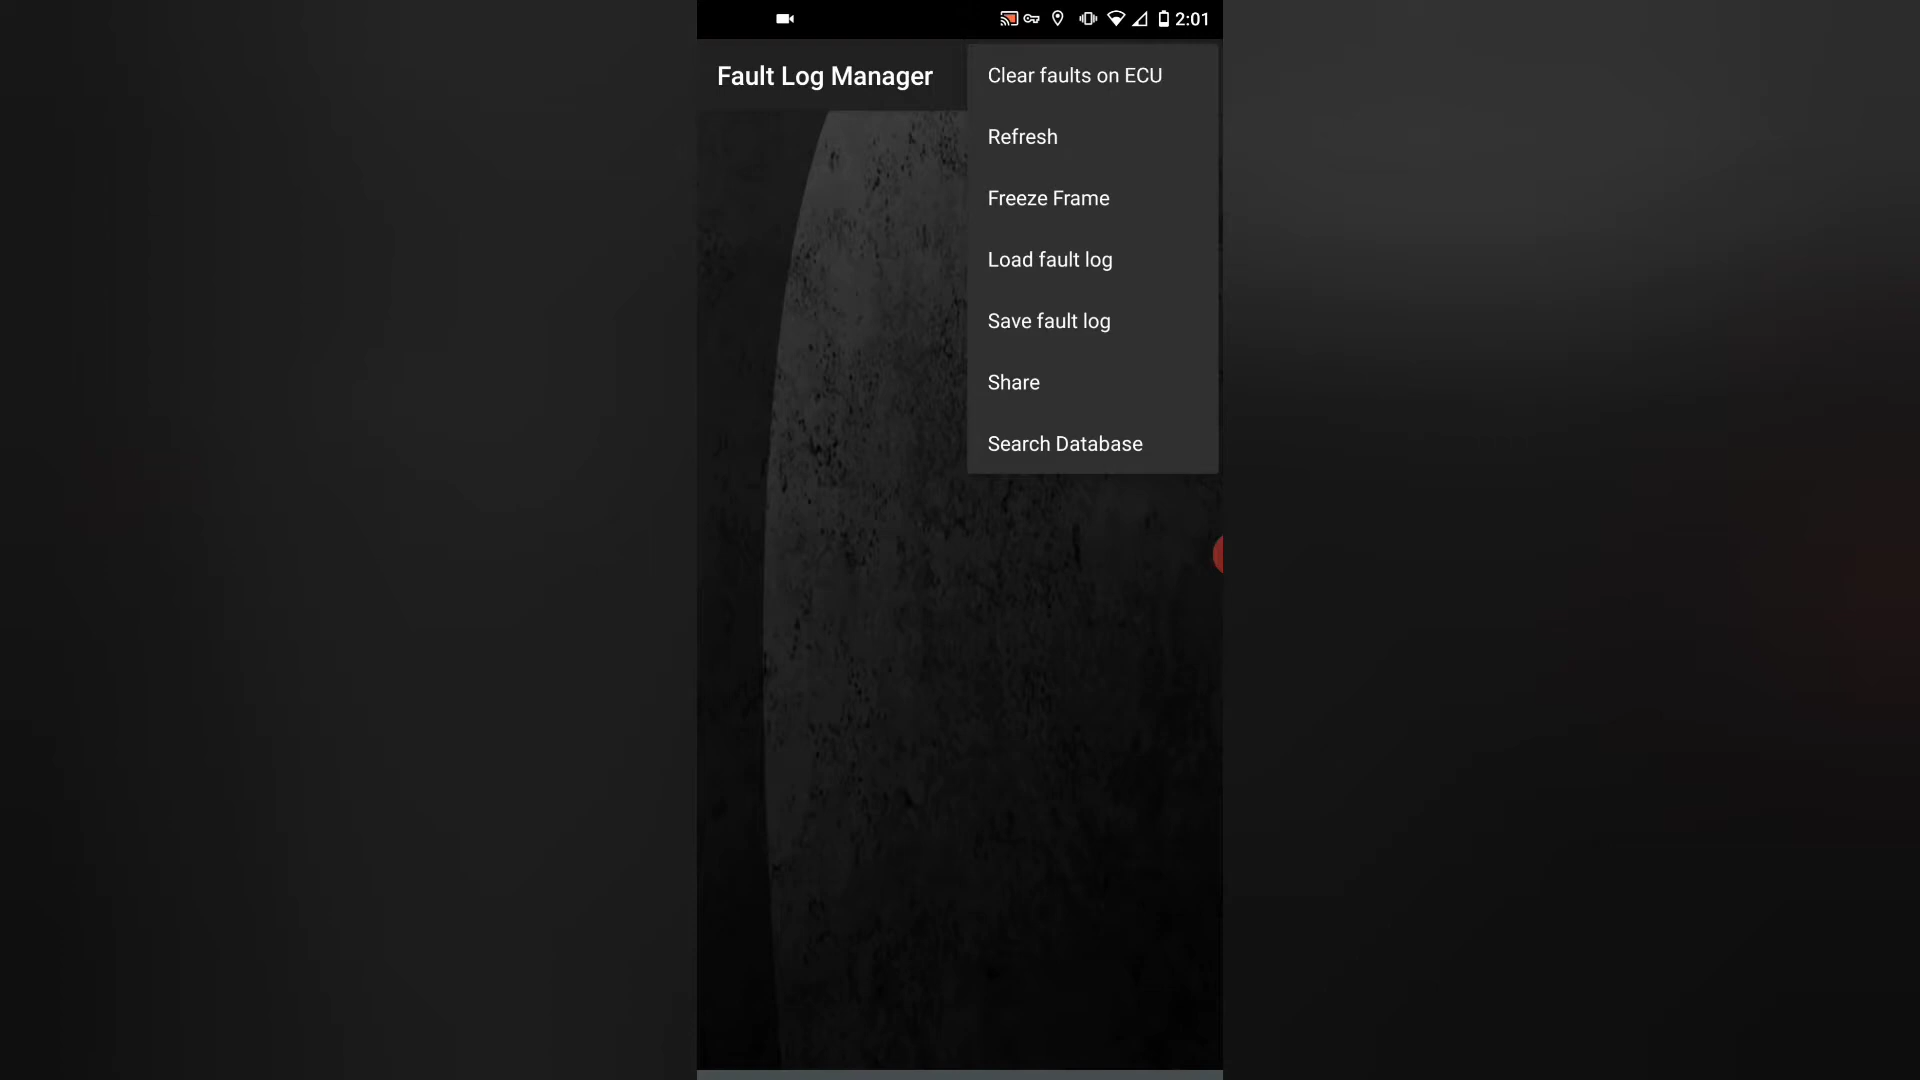 2:01
Fault Log Manager
Clear faults on ECU
Refresh
Freeze Frame
Load fault log
Save fault log
Share
Search Database